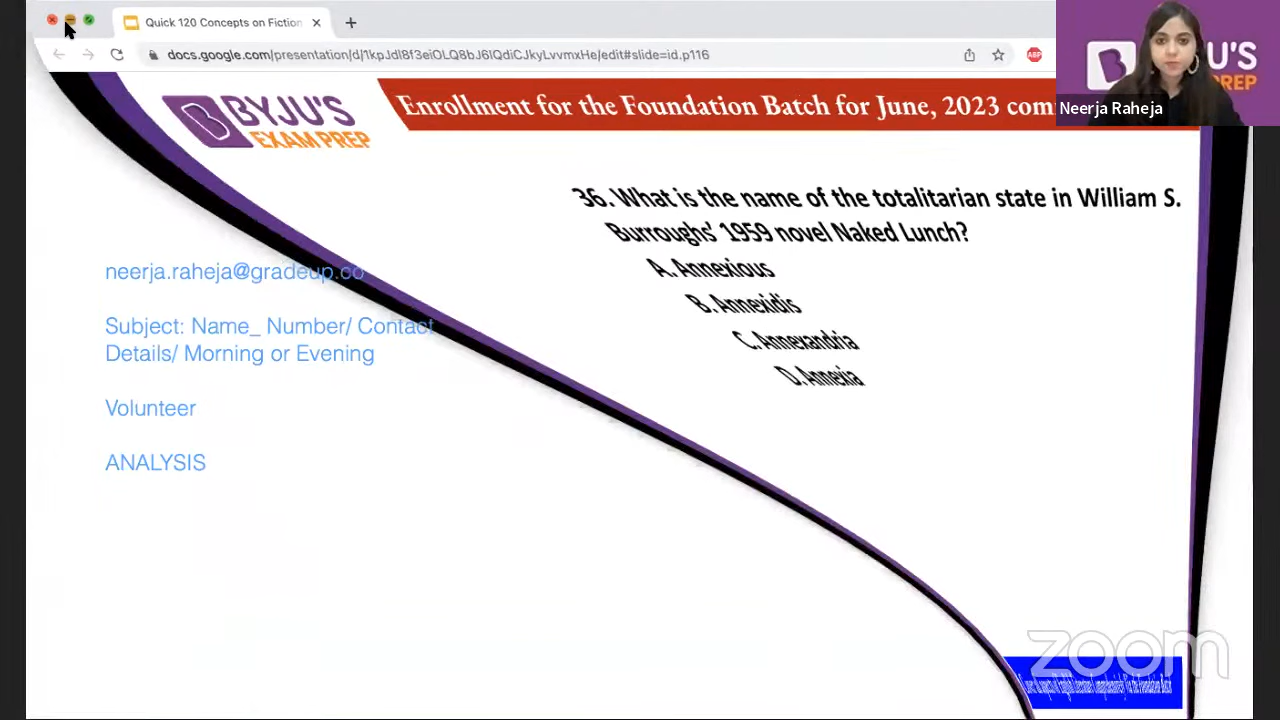 Quick 120 Concepts on Fiction
docs.google.com/presentation/d/1kpJdl8f3eiOLQ8bJ6lQdiCJkyLvvmxHe/edit#slide=id.p116
ABP
BYJU'S
EXAM PREP
Enrollment for the Foundation Batch for June, 2023 com
B YJU'S
PREP
Neerja Raheja
36. What is the name of the totalitarian state in William S.
Burroughs' 1959 novel Naked Lunch?
A. Annexious
B. Annexidis
C. Annexandria
D. Annexia
neerja.raheja@gradeup.co
Subject: Name_ Number/ Contact
Details/ Morning or Evening
Volunteer
ANALYSIS
zoom